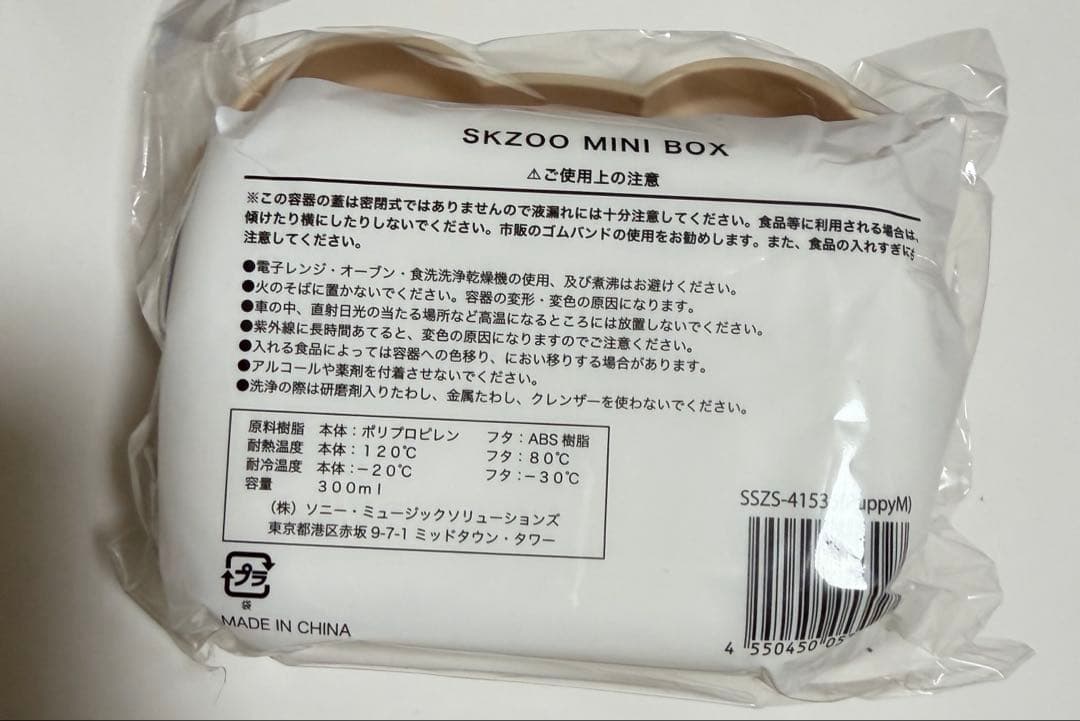 SKZOO MINI BOX
⚠ご使用上の注意
※この容器の蓋は密閉式ではありませんので液漏れには十分注意してください。食品等に利用される場合は、
傾けたり横にしたりしないでください。市販のゴムバンドの使用をお勧めします。また、食品の入れすぎにも
注意してください。
●電子レンジ・オーブン・食洗洗浄乾燥機の使用、及び煮沸はお避けください。
●火のそばに置かないでください。容器の変形・変色の原因になります。
●車の中、直射日光の当たる場所など高温になるところには放置しないでください。
●紫外線に長時間あてると、変色の原因になりますのでご注意ください。
●入れる食品によっては容器への色移り、におい移りする場合があります。
●アルコールや薬剤を付着させないでください。
●洗浄の際は研磨剤入りたわし、金属たわし、クレンザーを使わないでください。
原料樹脂 本体：ポリプロピレン フタ：ABS樹脂
耐熱温度 本体：120℃ フタ：80℃
耐冷温度 本体：−20℃ フタ：−30℃
容量 300ml
（株）ソニー・ミュージックソリューションズ
東京都港区赤坂9-7-1 ミッドタウン・タワー
プラ
袋
MADE IN CHINA
SSZS-4153
4 550450